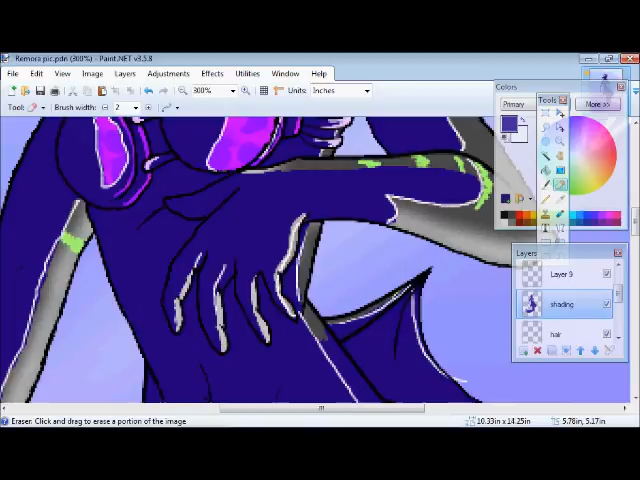 Remora pic.pdn (300%) - Paint.NET v3.5.8
File Edit View Image Layers Adjustments Effects Utilities Window Help
300% Units: Inches
Colors
Tool: Brush width: 2
Primary Tools More >>
Layers
Layer 9
shading
hair
Eraser: Click and drag to erase a portion of the image 10.33in x 14.25in 5.78in, 5.17in